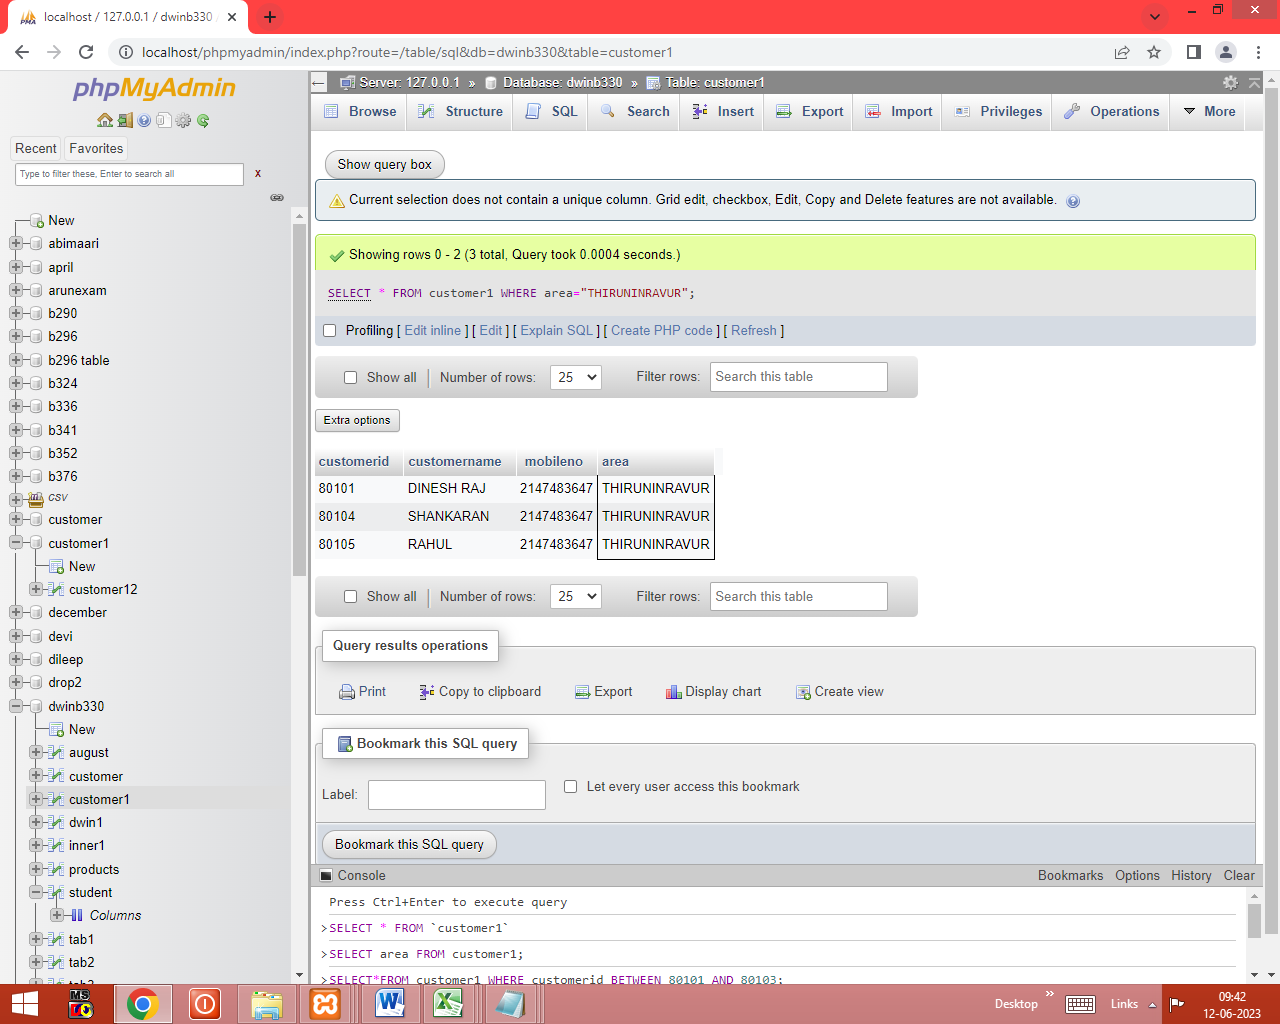 localhost / 127.0.0.1 / dwinb330
localhost/phpmyadmin/index.php?route=/table/sql&db=dwinb330&table=customer1
phpMyAdmin
Recent Favorites
Type to filter these, Enter to search all X
New
abimaari
april
arunexam
b290
b296
b296 table
b324
b336
b341
b352
b376
csv
customer
customer1
New
customer12
december
devi
dileep
drop2
dwinb330
New
august
customer
customer1
dwin1
inner1
products
student
Columns
tab1
tab2
Server: 127.0.0.1 » Database: dwinb330 » Table: customer1
Browse Structure SQL Search Insert Export Import Privileges Operations More
Show query box
Current selection does not contain a unique column. Grid edit, checkbox, Edit, Copy and Delete features are not available.
Showing rows 0 - 2 (3 total, Query took 0.0004 seconds.)
SELECT * FROM customer1 WHERE area="THIRUNINRAVUR";
Profiling [ Edit inline ] [ Edit ] [ Explain SQL ] [ Create PHP code ] [ Refresh ]
Show all Number of rows: 25 Filter rows: Search this table
Extra options
customerid customername mobileno area
80101 DINESH RAJ 2147483647 THIRUNINRAVUR
80104 SHANKARAN 2147483647 THIRUNINRAVUR
80105 RAHUL 2147483647 THIRUNINRAVUR
Show all Number of rows: 25 Filter rows: Search this table
Query results operations
Print Copy to clipboard Export Display chart Create view
Bookmark this SQL query
Label: Let every user access this bookmark
Bookmark this SQL query
Console Bookmarks Options History Clear
Press Ctrl+Enter to execute query
>SELECT * FROM `customer1`
>SELECT area FROM customer1;
>SELECT*FROM customer1 WHERE customerid BETWEEN 80101 AND 80103;
Desktop » Links 09:42
12-06-2023